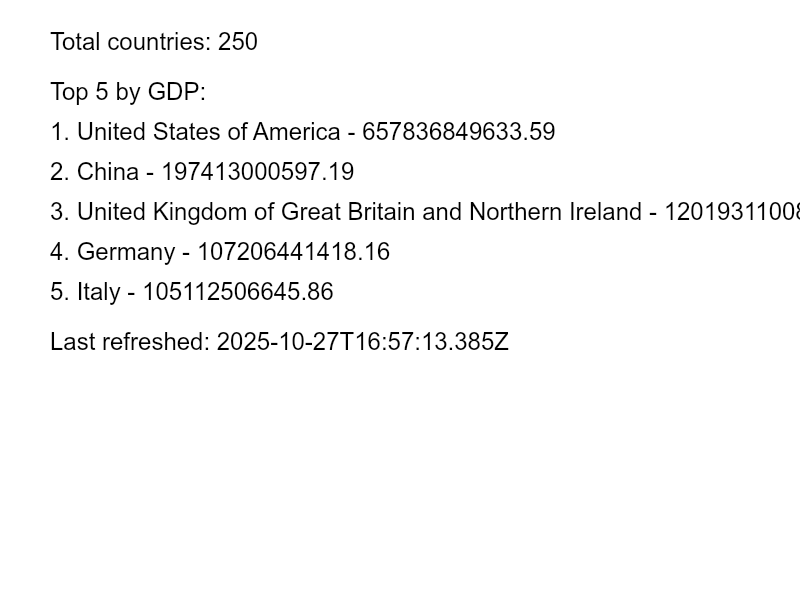 Total countries: 250
Top 5 by GDP:
1. United States of America - 657836849633.59
2. China - 197413000597.19
3. United Kingdom of Great Britain and Northern Ireland - 12019311008
4. Germany - 107206441418.16
5. Italy - 105112506645.86
Last refreshed: 2025-10-27T16:57:13.385Z